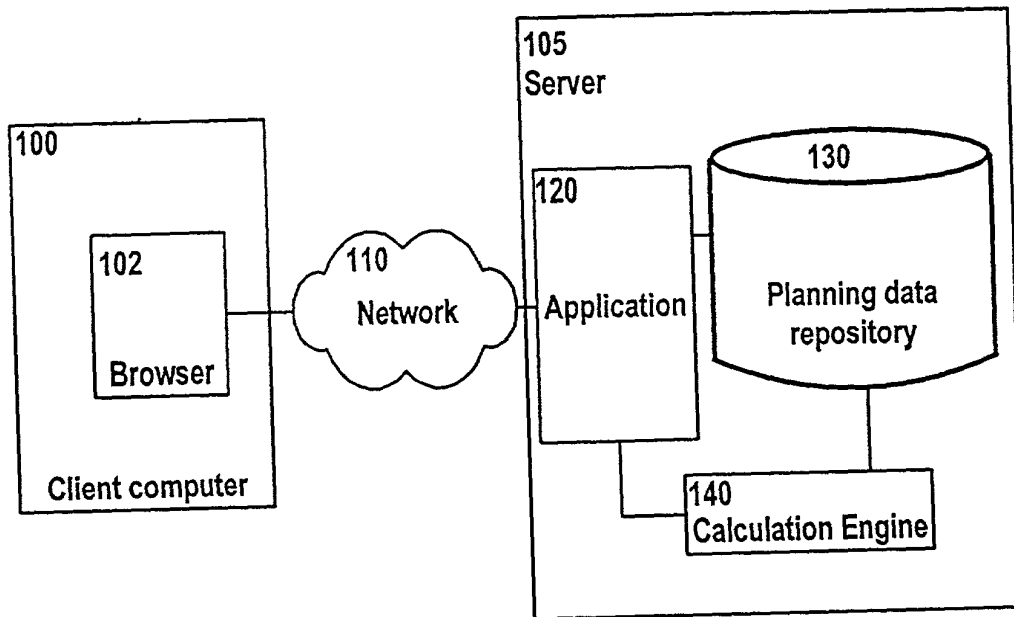 100
102
Browser
Client computer
110
Network
105
Server
120
Application
130
Planning data
repository
140
Calculation Engine